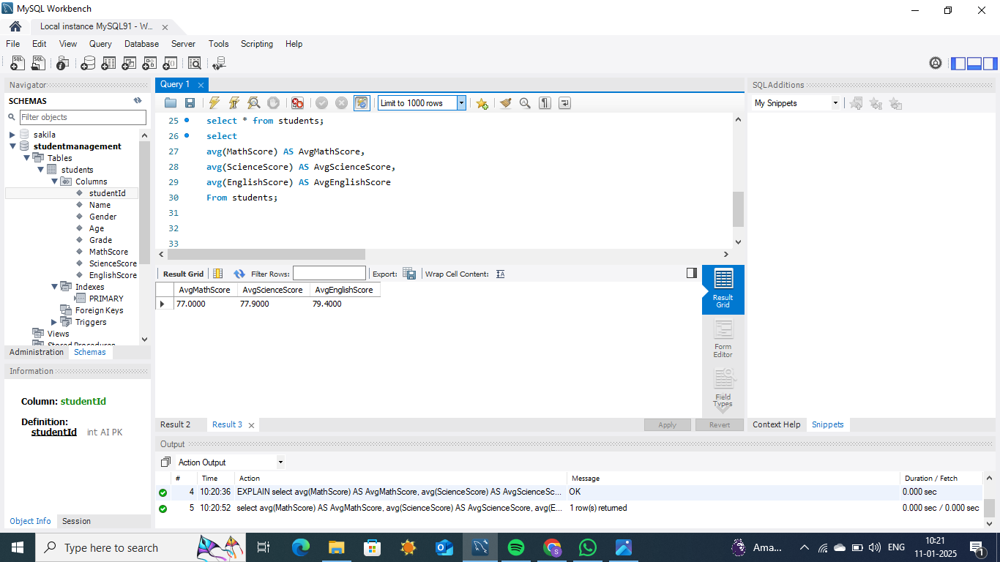 MySQL Workbench
Local instance MySQL91 - W...
File Edit View Query Database Server Tools Scripting Help
Navigator
SCHEMAS
Filter objects
sakila
studentmanagement
Tables
students
Columns
studentId
Name
Gender
Age
Grade
MathScore
ScienceScore
EnglishScore
Indexes
PRIMARY
Foreign Keys
Triggers
Views
Stored Procedures
Administration Schemas
Information
Column: studentId
Definition:
studentId int AI PK
Object Info Session
Query 1
Limit to 1000 rows
25 select * from students;
26 select
27 avg(MathScore) AS AvgMathScore,
28 avg(ScienceScore) AS AvgScienceScore,
29 avg(EnglishScore) AS AvgEnglishScore
30 From students;
31
32
33
Result Grid Filter Rows: Export: Wrap Cell Content:
AvgMathScore AvgScienceScore AvgEnglishScore
77.0000 77.9000 79.4000
Result Grid
Form Editor
Field Types
Result 2 Result 3 Apply Revert
SQLAdditions
My Snippets
Context Help Snippets
Output
Action Output
# Time Action Message Duration / Fetch
4 10:20:36 EXPLAIN select avg(MathScore) AS AvgMathScore, avg(ScienceScore) AS AvgScienceSc... OK 0.000 sec
5 10:20:52 select avg(MathScore) AS AvgMathScore, avg(ScienceScore) AS AvgScienceScore, avg(E... 1 row(s) returned 0.000 sec / 0.000 sec
Type here to search
Ama...
ENG
10:21
11-01-2025
1